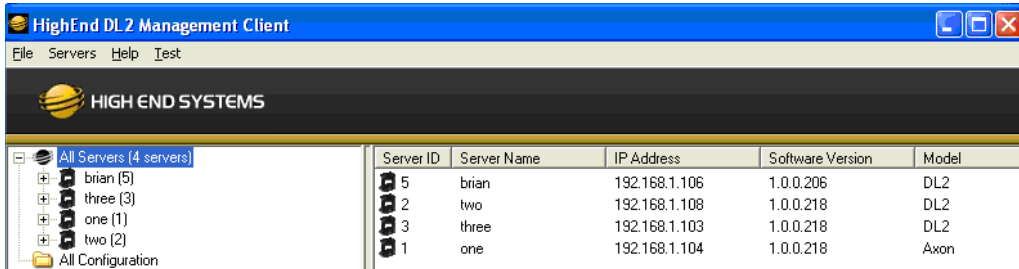 HighEnd DL2 Management Client
File Servers Help Test
HIGH END SYSTEMS
All Servers (4 servers)
brian (5)
three (3)
one (1)
two (2)
All Configuration
Server ID Server Name IP Address Software Version Model
5 brian 192.168.1.106 1.0.0.206 DL2
2 two 192.168.1.108 1.0.0.218 DL2
3 three 192.168.1.103 1.0.0.218 DL2
1 one 192.168.1.104 1.0.0.218 Axon